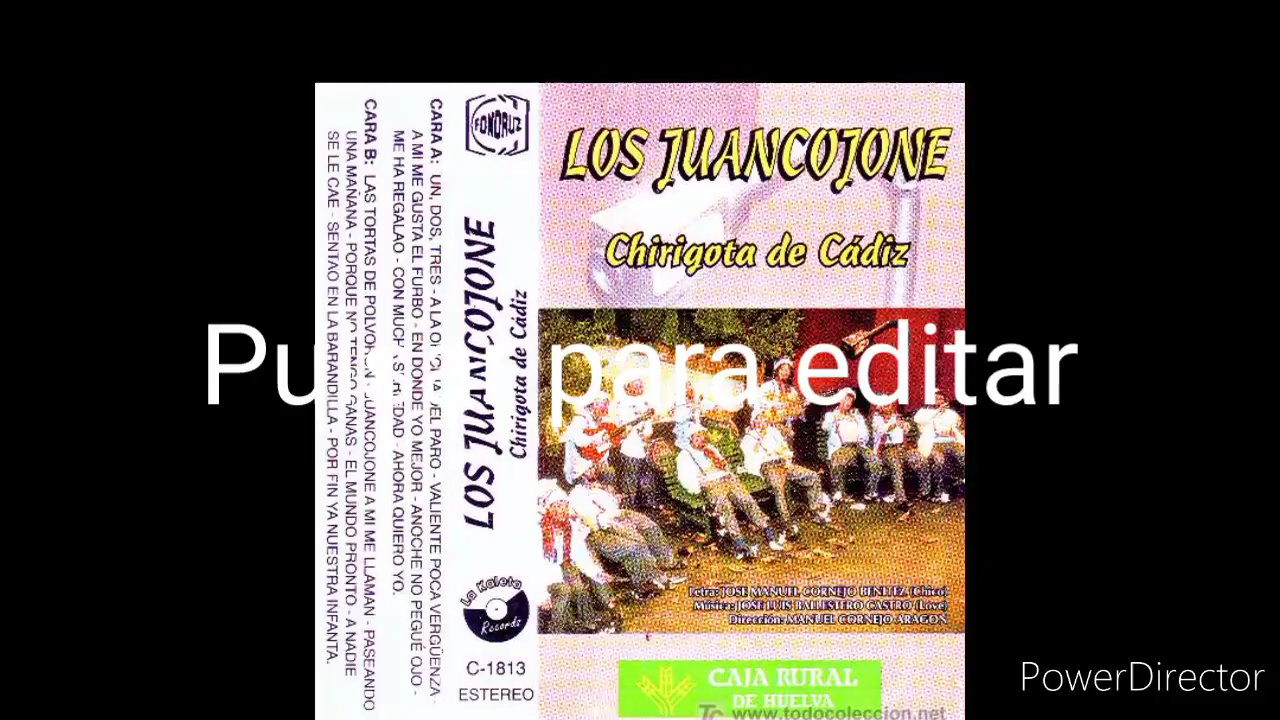 LOS JUANCOJONE
Chirigota de Cádiz
para editar
Letra: JOSE MANUEL CORNEJO BENITEZ (Chico)
Música: JOSE LUIS BALLESTERO CASTRO (Love)
Dirección: MANUEL CORNEJO ARAGON
CAJA RURAL
DE HUELVA
www.todocoleccion.net
PowerDirector
FONORUZ
LOS JUANCOJONE
Chirigota de Cádiz
La Kaleta
Records
C-1813
ESTEREO
CARA A: UN, DOS, TRES - A LA DEL PARO - VALIENTE POCA VERGÜENZA -
A MI ME GUSTA EL FURBO - EN DONDE YO MEJOR - ANOCHE NO PEGUÉ OJO -
ME HA REGALAO - CON - AHORA QUIERO YO.
CARA B: LAS TORTAS DE - JUANCOJONE A MI ME LLAMAN - PASEANDO
UNA MAÑANA - PORQUE NO TENGO GANAS - EL MUNDO PRONTO - A NADIE
SE LE CAE - SENTAO EN LA BARANDILLA - POR FIN YA NUESTRA INFANTA.